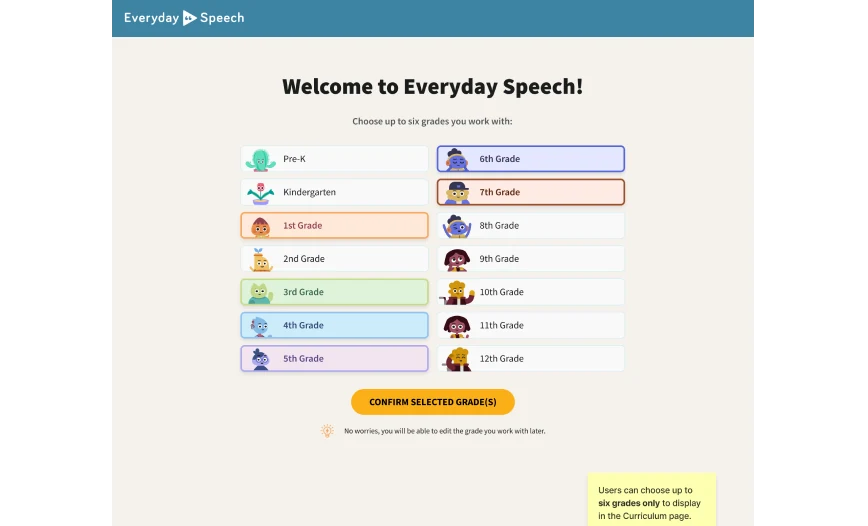 Everyday Speech
Welcome to Everyday Speech!
Choose up to six grades you work with:
Pre-K
Kindergarten
1st Grade
2nd Grade
3rd Grade
4th Grade
5th Grade
6th Grade
7th Grade
8th Grade
9th Grade
10th Grade
11th Grade
12th Grade
CONFIRM SELECTED GRADE(S)
No worries, you will be able to edit the grade you work with later.
Users can choose up to
six grades only to display
in the Curriculum page.